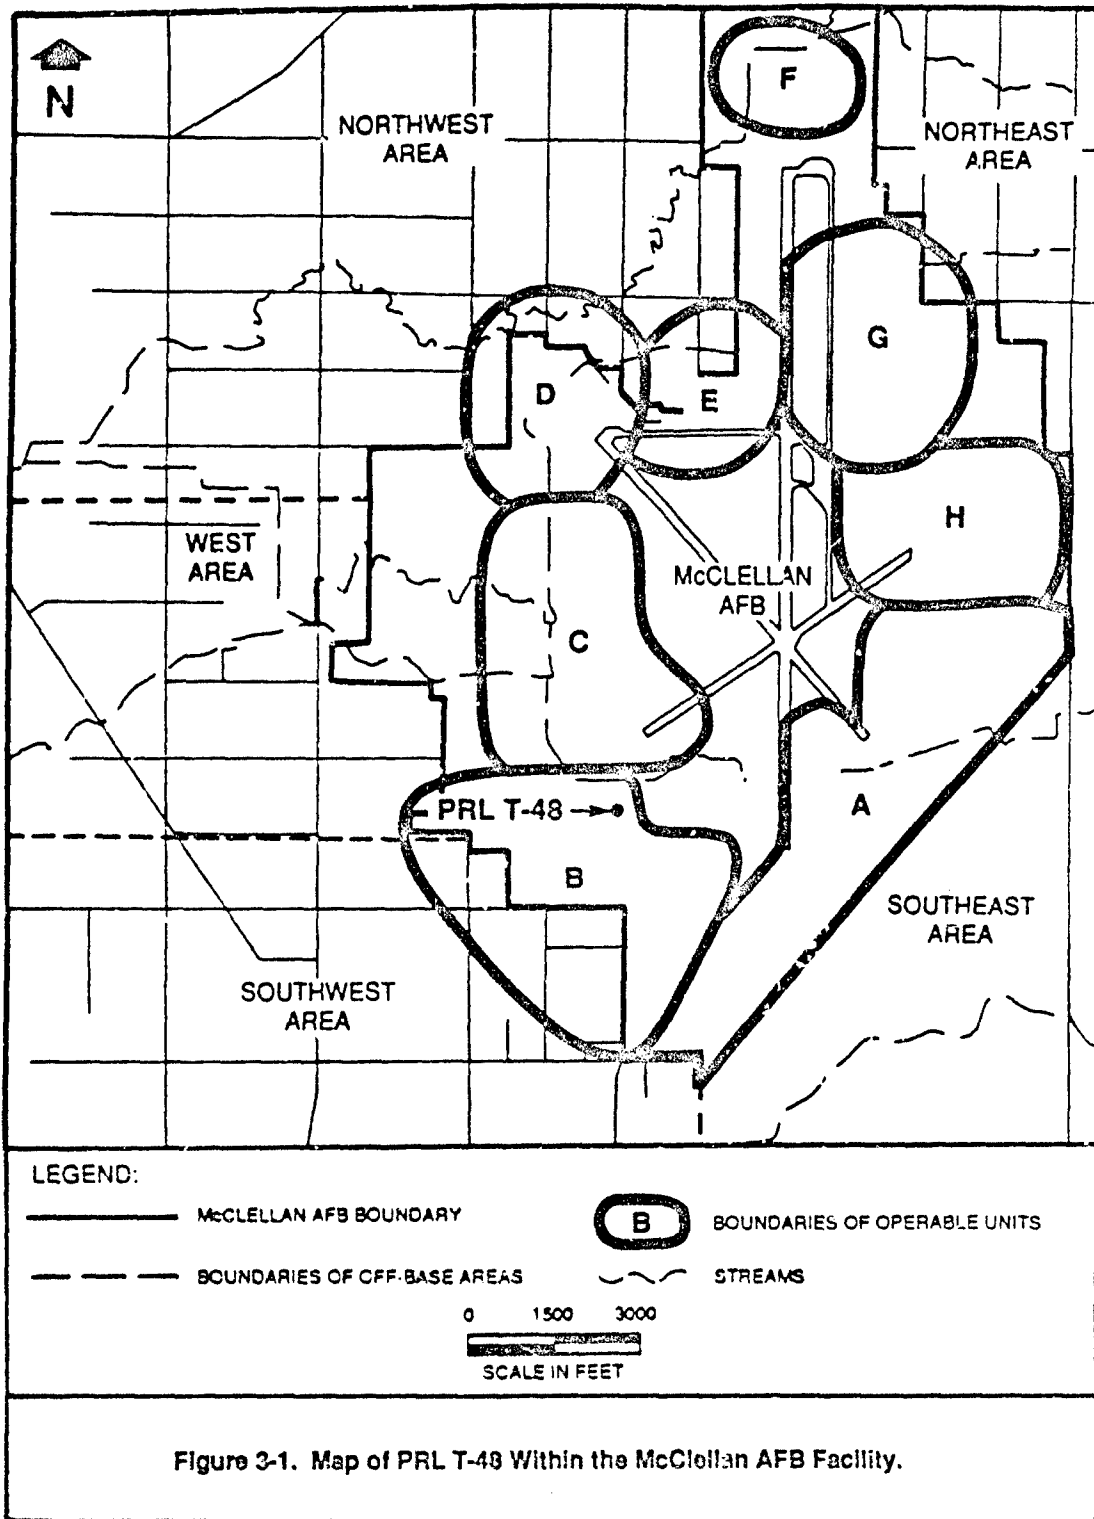 N
F
NORTHWEST
AREA
NORTHEAST
AREA
G
D
E
H
WEST
AREA
McCLELLAN
AFB
C
PRL T-48
A
B
SOUTHEAST
AREA
SOUTHWEST
AREA
LEGEND:
McCLELLAN AFB BOUNDARY
B
BOUNDARIES OF OPERABLE UNITS
BOUNDARIES OF OFF-BASE AREAS
STREAMS
0 1500 3000
SCALE IN FEET
Figure 3-1. Map of PRL T-48 Within the McClellan AFB Facility.